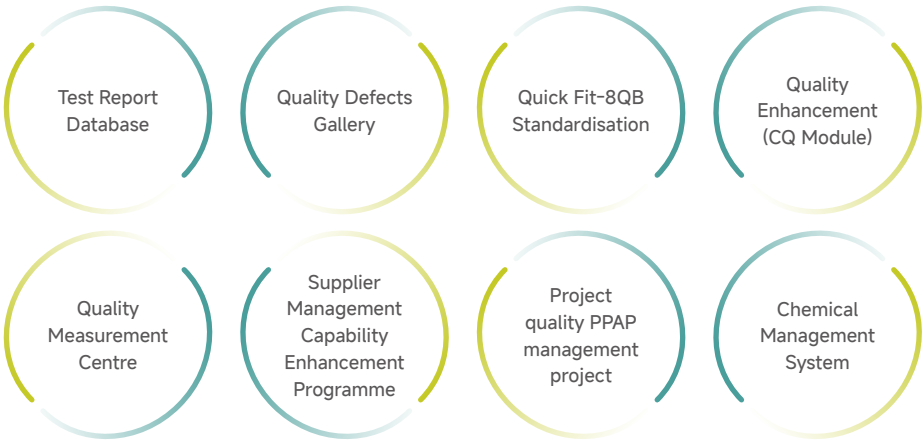 Test Report
Database
Quality Defects
Gallery
Quick Fit-8QB
Standardisation
Quality
Enhancement
(CQ Module)
Quality
Measurement
Centre
Supplier
Management
Capability
Enhancement
Programme
Project
quality PPAP
management
project
Chemical
Management
System